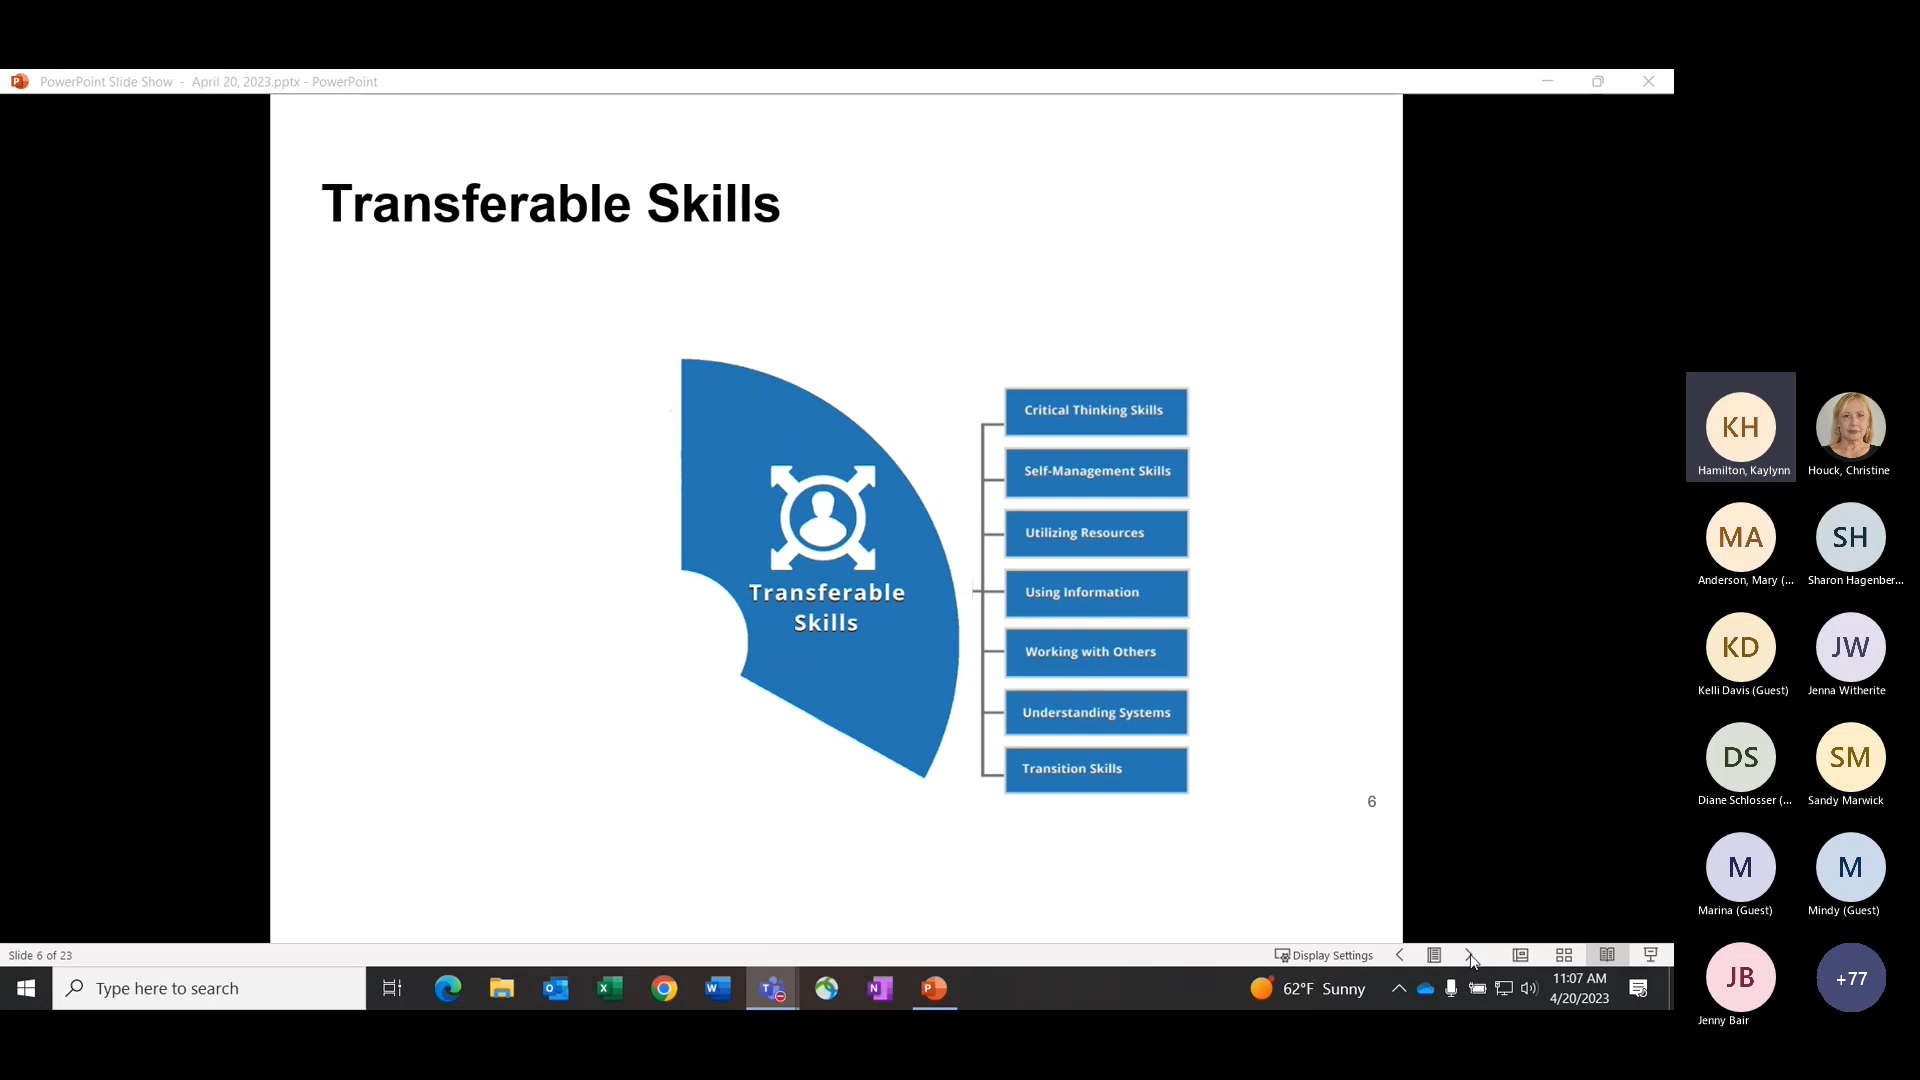 PowerPoint Slide Show - April 20, 2023.pptx - PowerPoint
Transferable Skills
Transferable
Skills
Critical Thinking Skills
Self-Management Skills
Utilizing Resources
Using Information
Working with Others
Understanding Systems
Transition Skills
6
KH
Hamilton, Kaylynn
Houck, Christine
MA
Anderson, Mary (...
SH
Sharon Hagenber...
KD
Kelli Davis (Guest)
JW
Jenna Witherite
DS
Diane Schlosser (...
SM
Sandy Marwick
M
Marina (Guest)
M
Mindy (Guest)
JB
Jenny Bair
+77
Slide 6 of 23
Display Settings
Type here to search
62°F Sunny
11:07 AM
4/20/2023